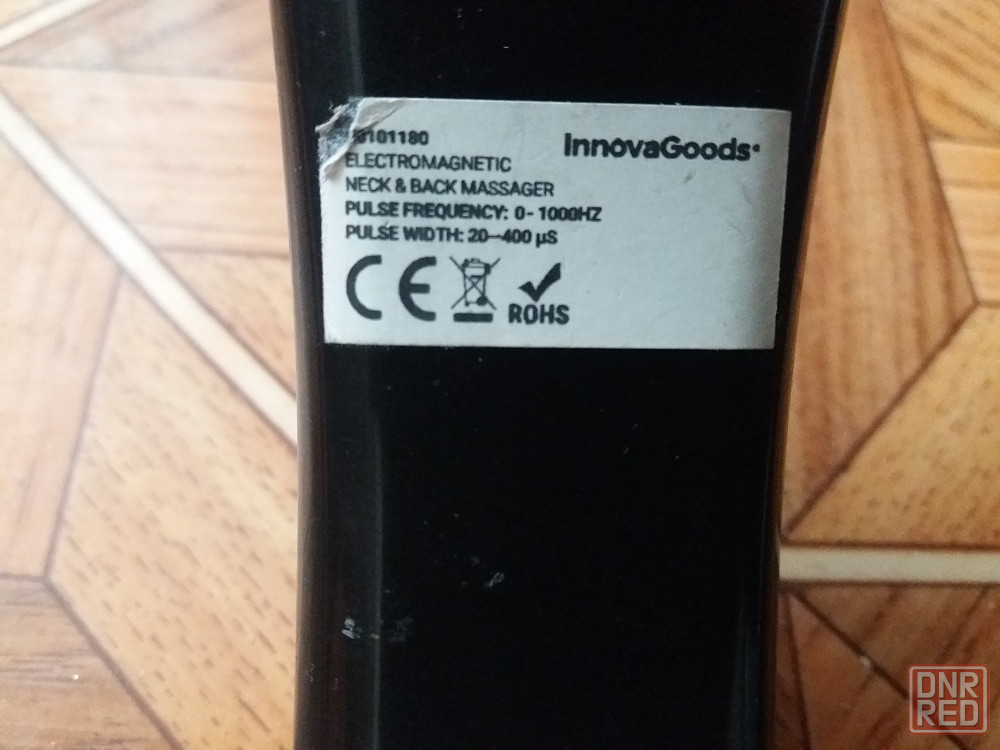 InnovaGoods®
ELECTROMAGNETIC
NECK & BACK MASSAGER
PULSE FREQUENCY: 0- 1000HZ
PULSE WIDTH: 20—400 µS
CE
ROHS
DNR
RED